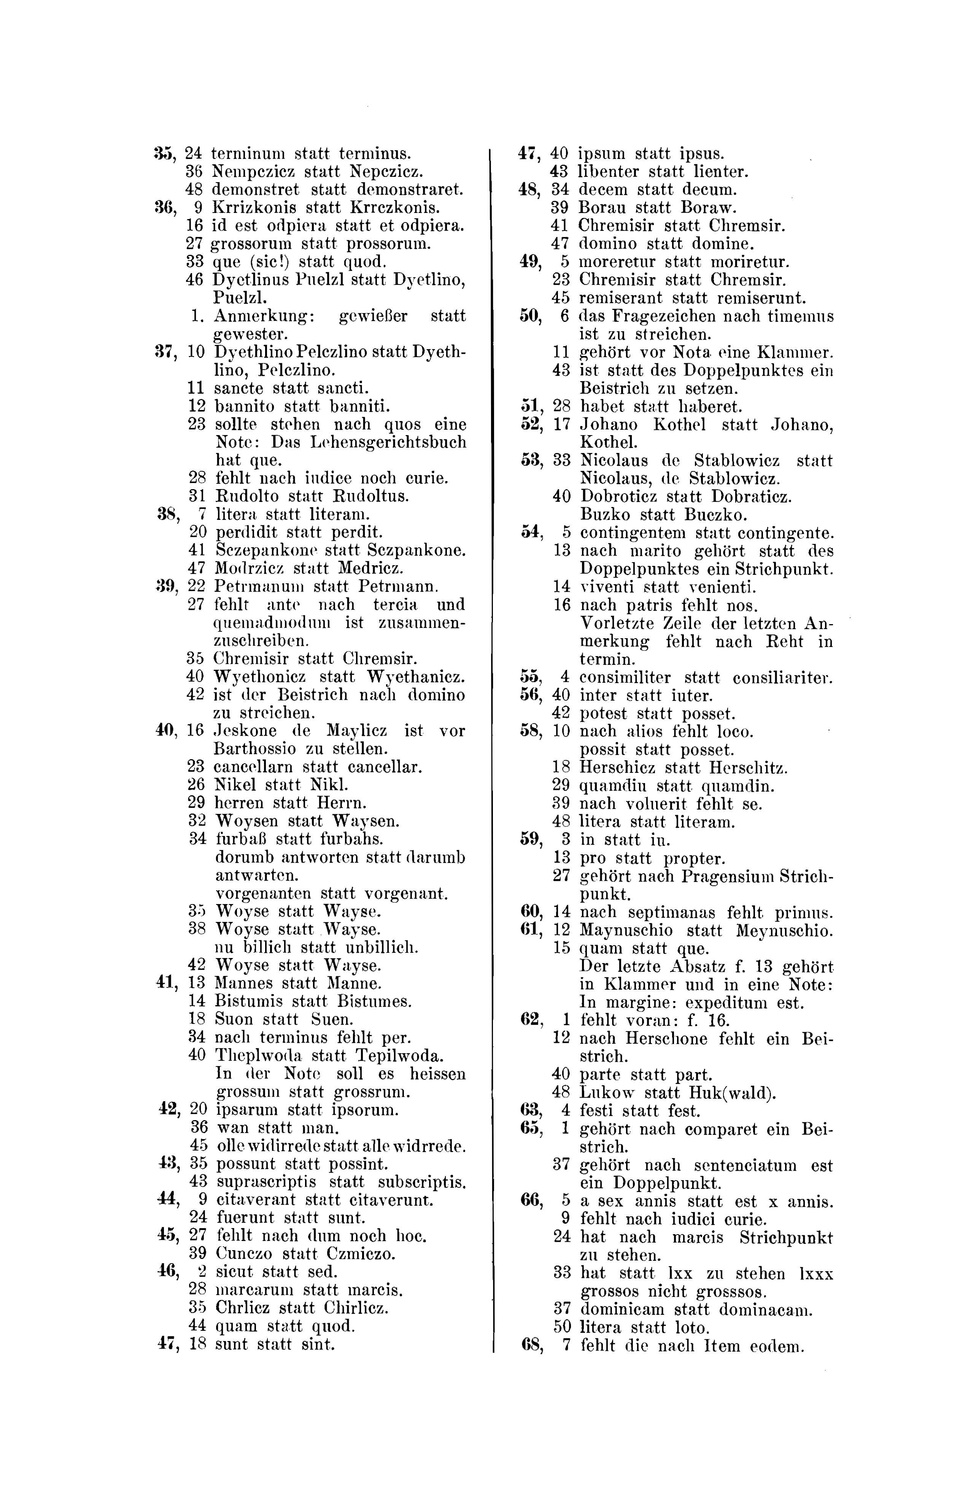 35, 24 terminum statt terminus.
36 Nempczicz statt Nepczicz.
48 demonstret statt demonstraret.
36, 9 Krrizkonis statt Krrczkonis.
16 id est odpiera statt et odpiera.
27 grossorum statt prossorum.
33 que (sic!) statt quod.
46 Dyetlinus Puelzl statt Dyetlino,
Puelzl.
1. Anmerkung: gewießer statt
gewester.
37, 10 Dyethlino Pelczlino statt Dyeth-
lino, Pelczlino.
11 sancte statt sancti.
12 bannito statt banniti.
23 sollte stehen nach quos eine
Note: Das Lehensgerichtsbuch
hat que.
28 fehlt nach iudice noch curie.
31 Rudolto statt Rudoltus.
38, 7 litera statt literam.
20 perdidit statt perdit.
41 Sczepankone statt Sczpankone.
47 Modrzicz statt Medricz.
39, 22 Petrmanum statt Petrmann.
27 fehlt ante nach tercia und
quemadmodum ist zusammen-
zuschreiben.
35 Chremisir statt Chremsir.
40 Wyethonicz statt Wyethanicz.
42 ist der Beistrich nach domino
zu streichen.
40, 16 Jeskone de Maylicz ist vor
Barthossio zu stellen.
23 cancellarn statt cancellar.
26 Nikel statt Nikl.
29 herren statt Herrn.
32 Woysen statt Waysen.
34 furbaß statt furbahs.
dorumb antworten statt darumb
antwarten.
vorgenanten statt vorgenant.
35 Woyse statt Wayse.
38 Woyse statt Wayse.
nu billich statt unbillich.
42 Woyse statt Wayse.
41, 13 Mannes statt Manne.
14 Bistumis statt Bistumes.
18 Suon statt Suen.
34 nach terminus fehlt per.
40 Theplwoda statt Tepilwoda.
In der Note soll es heissen
grossum statt grossrum.
42, 20 ipsarum statt ipsorum.
36 wan statt man.
45 olle widirrede statt alle widrrede.
43, 35 possunt statt possint.
43 suprascriptis statt subscriptis.
44, 9 citaverant statt citaverunt.
24 fuerunt statt sunt.
45, 27 fehlt nach dum noch hoc.
39 Cunczo statt Czmiczo.
46, 2 sicut statt sed.
28 marcarum statt marcis.
35 Chrlicz statt Chirlicz.
44 quam statt quod.
47, 18 sunt statt sint.
47, 40 ipsum statt ipsus.
43 libenter statt lienter.
48, 34 decem statt decum.
39 Borau statt Boraw.
41 Chremisir statt Chremsir.
47 domino statt domine.
49, 5 moreretur statt moriretur.
23 Chremisir statt Chremsir.
45 remiserant statt remiserunt.
50, 6 das Fragezeichen nach timemus
ist zu streichen.
11 gehört vor Nota eine Klammer.
43 ist statt des Doppelpunktes ein
Beistrich zu setzen.
51, 28 habet statt haberet.
52, 17 Johano Kothel statt Johano,
Kothel.
53, 33 Nicolaus de Stablowicz statt
Nicolaus, de Stablowicz.
40 Dobroticz statt Dobraticz.
Buzko statt Buczko.
54, 5 contingentem statt contingente.
13 nach marito gehört statt des
Doppelpunktes ein Strichpunkt.
14 viventi statt venienti.
16 nach patris fehlt nos.
Vorletzte Zeile der letzten An-
merkung fehlt nach Reht in
termin.
55, 4 consimiliter statt consiliariter.
56, 40 inter statt iuter.
42 potest statt posset.
58, 10 nach alios fehlt loco.
possit statt posset.
18 Herschicz statt Herschitz.
29 quamdiu statt quamdin.
39 nach voluerit fehlt se.
48 litera statt literam.
59, 3 in statt iu.
13 pro statt propter.
27 gehört nach Pragensium Strich-
punkt.
60, 14 nach septimanas fehlt primus.
61, 12 Maynuschio statt Meynuschio.
15 quam statt que.
Der letzte Absatz f. 13 gehört
in Klammer und in eine Note:
In margine: expeditum est.
62, 1 fehlt voran: f. 16.
12 nach Herschone fehlt ein Bei-
strich.
40 parte statt part.
48 Lukow statt Huk(wald).
63, 4 festi statt fest.
65, 1 gehört nach comparet ein Bei-
strich.
37 gehört nach sentenciatum est
ein Doppelpunkt.
66, 5 a sex annis statt est x annis.
9 fehlt nach iudici curie.
24 hat nach marcis Strichpunkt
zu stehen.
33 hat statt lxx zu stehen lxxx
grossos nicht grosssos.
37 dominicam statt dominacam.
50 litera statt loto.
68, 7 fehlt die nach Item eodem.